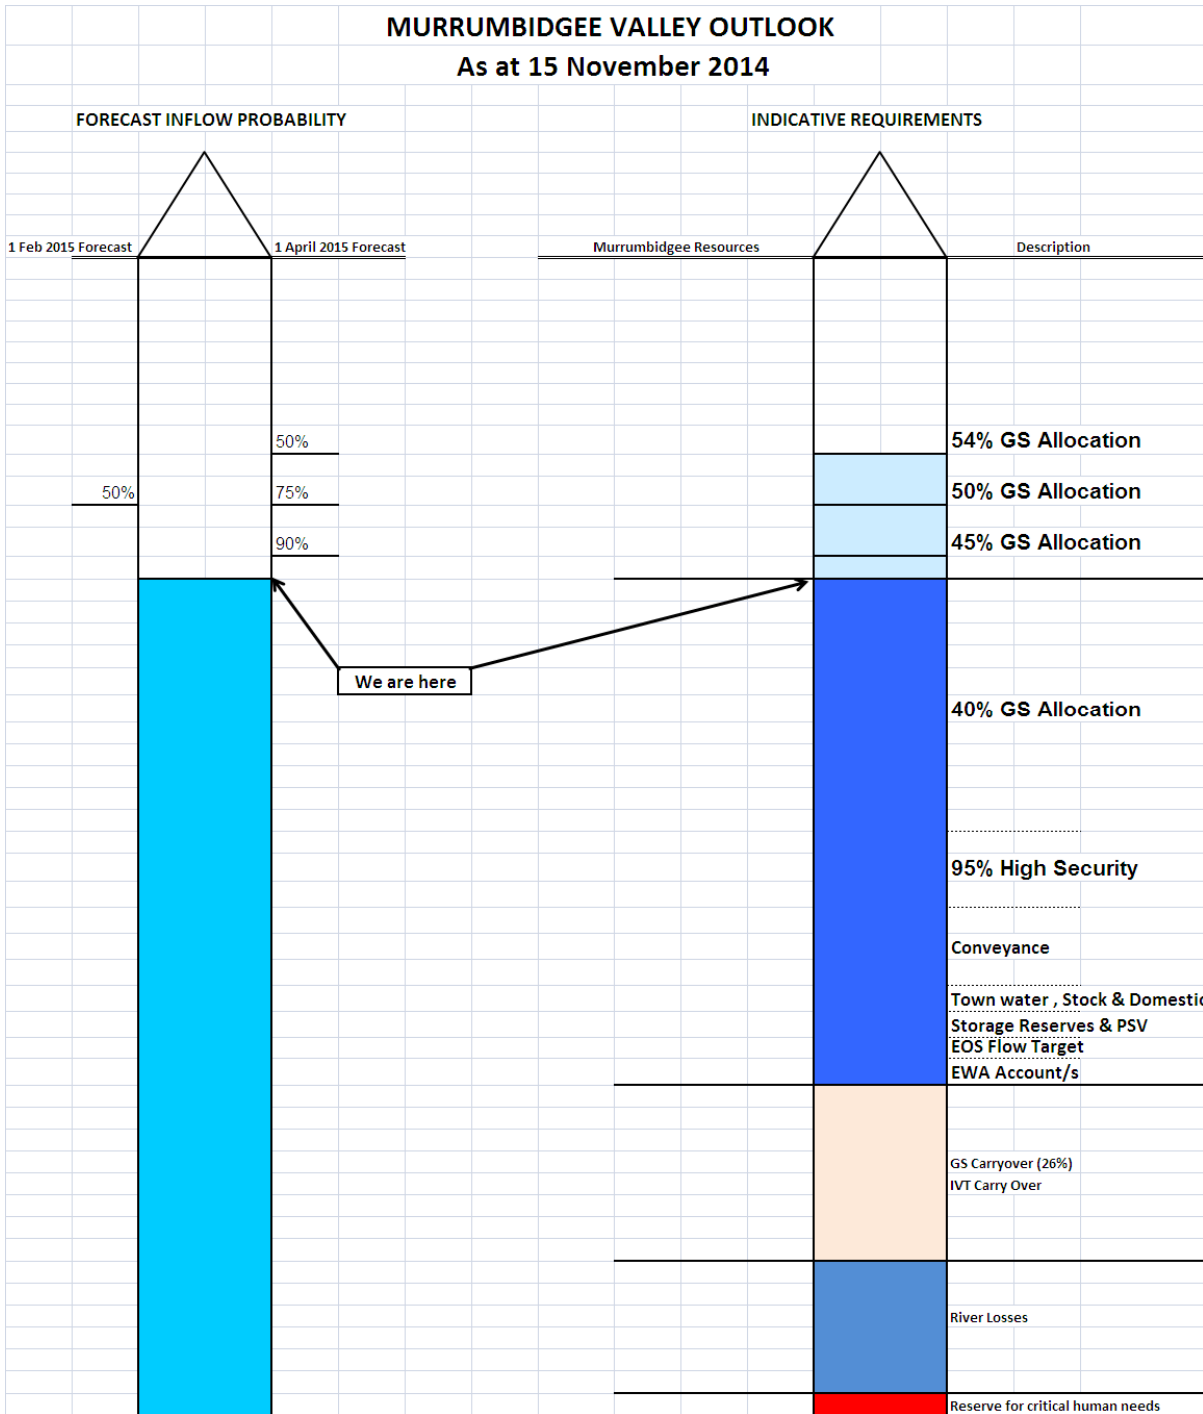 MURRUMBIDGEE VALLEY OUTLOOK
As at 15 November 2014
FORECAST INFLOW PROBABILITY
INDICATIVE REQUIREMENTS
1 Feb 2015 Forecast
1 April 2015 Forecast
Murrumbidgee Resources
Description
50%
54% GS Allocation
50%
75%
50% GS Allocation
90%
45% GS Allocation
We are here
40% GS Allocation
95% High Security
Conveyance
Town water , Stock & Domestic
Storage Reserves & PSV
EOS Flow Target
EWA Account/s
GS Carryover (26%)
IVT Carry Over
River Losses
Reserve for critical human needs